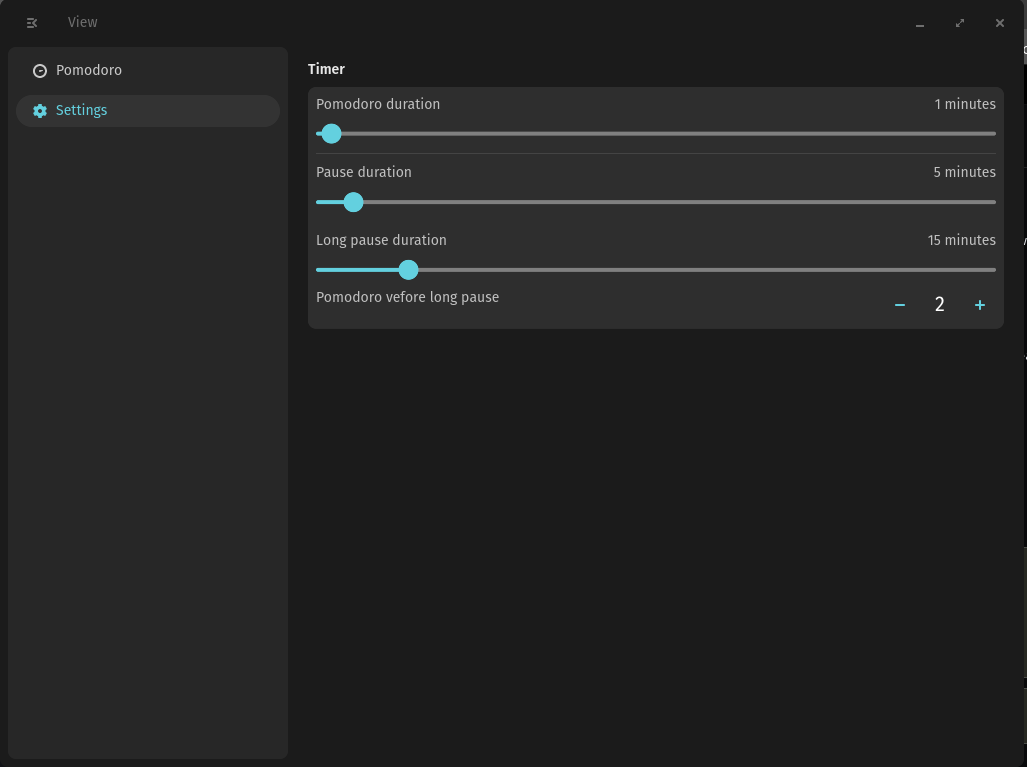 View
Pomodoro
Settings
Timer
Pomodoro duration 1 minutes
Pause duration 5 minutes
Long pause duration 15 minutes
Pomodoro vefore long pause − 2 +